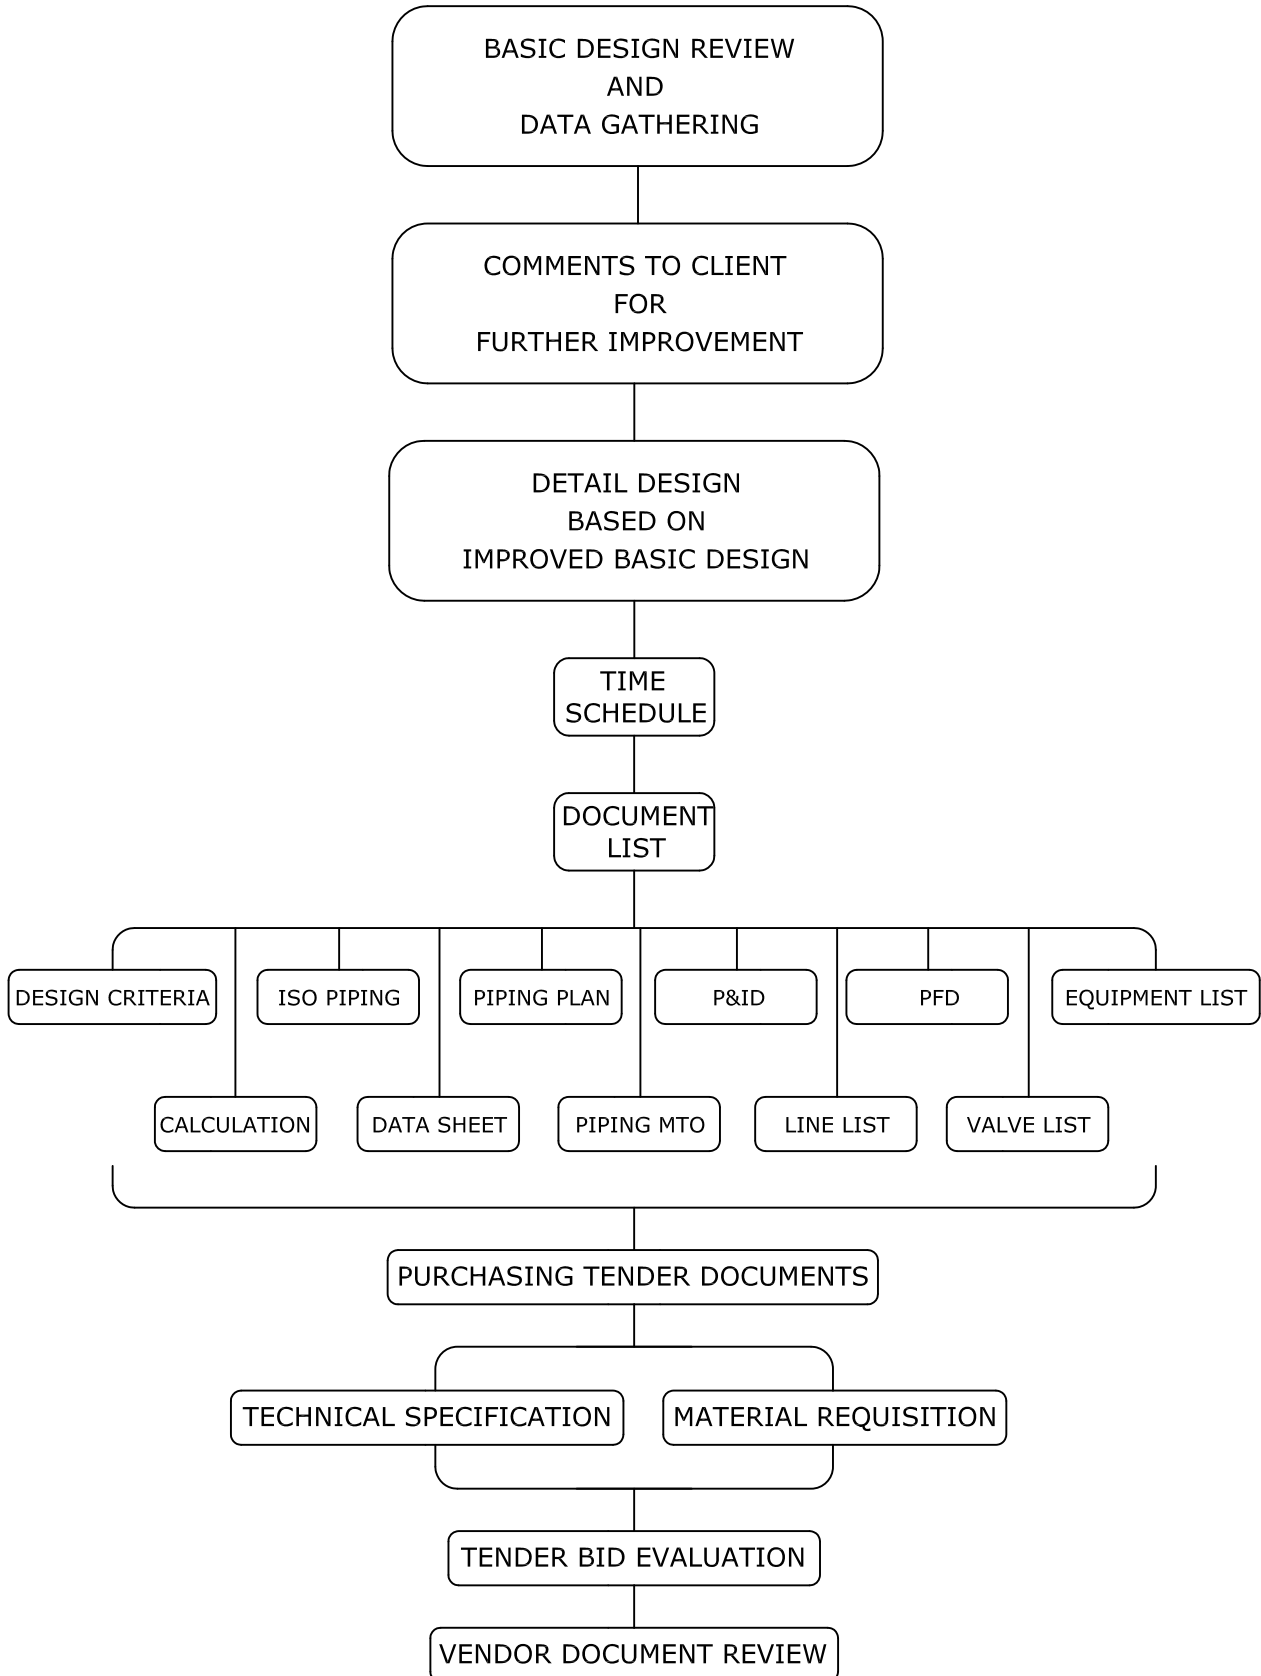 BASIC DESIGN REVIEW
AND
DATA GATHERING
COMMENTS TO CLIENT
FOR
FURTHER IMPROVEMENT
DETAIL DESIGN
BASED ON
IMPROVED BASIC DESIGN
TIME
SCHEDULE
DOCUMENT
LIST
DESIGN CRITERIA
ISO PIPING
PIPING PLAN
P&ID
PFD
EQUIPMENT LIST
CALCULATION
DATA SHEET
PIPING MTO
LINE LIST
VALVE LIST
PURCHASING TENDER DOCUMENTS
TECHNICAL SPECIFICATION
MATERIAL REQUISITION
TENDER BID EVALUATION
VENDOR DOCUMENT REVIEW